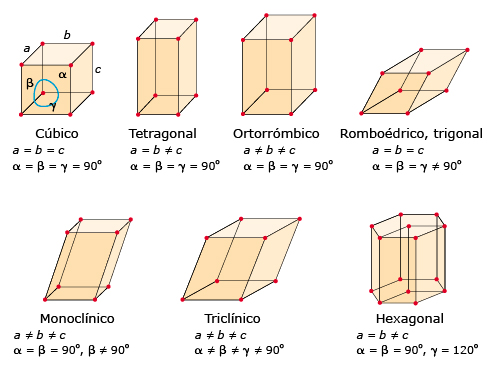 a
b
c
α
β
γ
Cúbico
a = b = c
α = β = γ = 90°
Tetragonal
a = b ≠ c
α = β = γ = 90°
Ortorrómbico
a ≠ b ≠ c
α = β = γ = 90°
Romboédrico, trigonal
a = b = c
α = β = γ ≠ 90°
Monoclínico
a ≠ b ≠ c
α = β = 90°, β ≠ 90°
Triclínico
a ≠ b ≠ c
α ≠ β ≠ γ ≠ 90°
Hexagonal
a = b ≠ c
α = β = 90°, γ = 120°